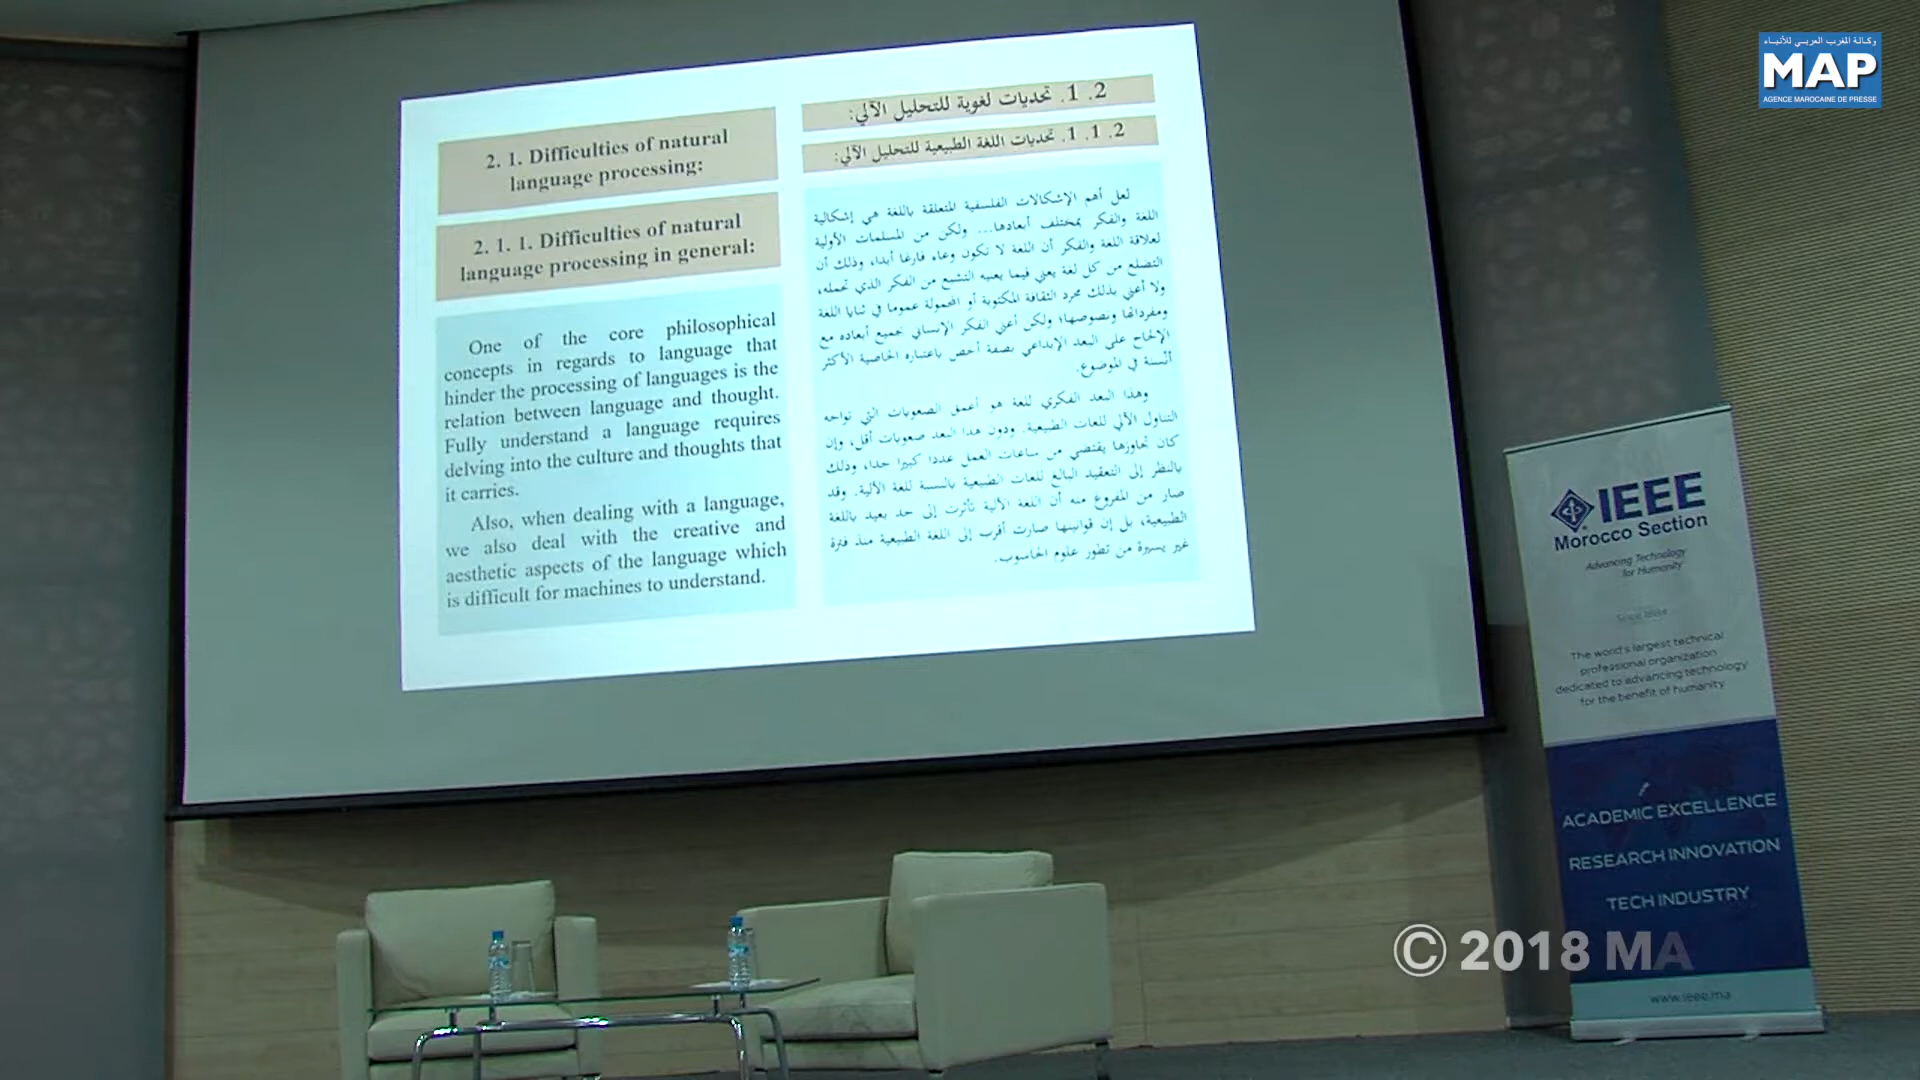 2. 1. Difficulties of natural
language processing:
2. 1. 1. Difficulties of natural
language processing in general:
One of the core philosophical
concepts in regards to language that
hinder the processing of languages is the
relation between language and thought.
Fully understand a language requires
delving into the culture and thoughts that
it carries.
Also, when dealing with a language,
we also deal with the creative and
aesthetic aspects of the language which
is difficult for machines to understand.
2. 1. تحديات لغوية للتحليل الآلي:
2. 1. 1. تحديات اللغة الطبيعية للتحليل الآلي:
لعل أهم الإشكالات الفلسفية المتعلقة باللغة هي إشكالية
اللغة والفكر بمختلف أبعادها... ولكن من المسلمات الأولية
لعلاقة اللغة والفكر أن اللغة لا تكون وعاء فارغا أبدا، وذلك أن
التضلع من كل لغة يعني فيما يعنيه التشبع من الفكر الذي تحمله،
ولا أعني بذلك مجرد الثقافة المكتوبة أو المحمولة عموما في ثنايا اللغة
ومفرداتها ونصوصها؛ ولكن أعني الفكر الإنساني بجميع أبعاده مع
الإلحاح على البعد الإبداعي بصفة أخص باعتباره الخاصية الأكثر
ألسنة في الموضوع.
وهذا البعد الفكري للغة هو أعمق الصعوبات التي تواجه
التناول الآلي للغات الطبيعية. ودون هذا البعد صعوبات أقل، وإن
كان تجاوزها يقتضي من ساعات العمل عددا كبيرا جدا، وذلك
بالنظر إلى التعقيد البالغ للغات الطبيعية بالنسبة للغة الآلية. وقد
صار من المفروغ منه أن اللغة الآلية تأثرت إلى حد بعيد باللغة
الطبيعية، بل إن قوانينها صارت أقرب إلى اللغة الطبيعية منذ فترة
غير يسيرة من تطور علوم الحاسوب.
وكالة المغرب العربي للأنباء
MAP
AGENCE MAROCAINE DE PRESSE
IEEE
Morocco Section
Advancing Technology
for Humanity
The world's largest technical
professional organization
dedicated to advancing technology
for the benefit of humanity
ACADEMIC EXCELLENCE
RESEARCH INNOVATION
TECH INDUSTRY
www.ieee.ma
© 2018 MA